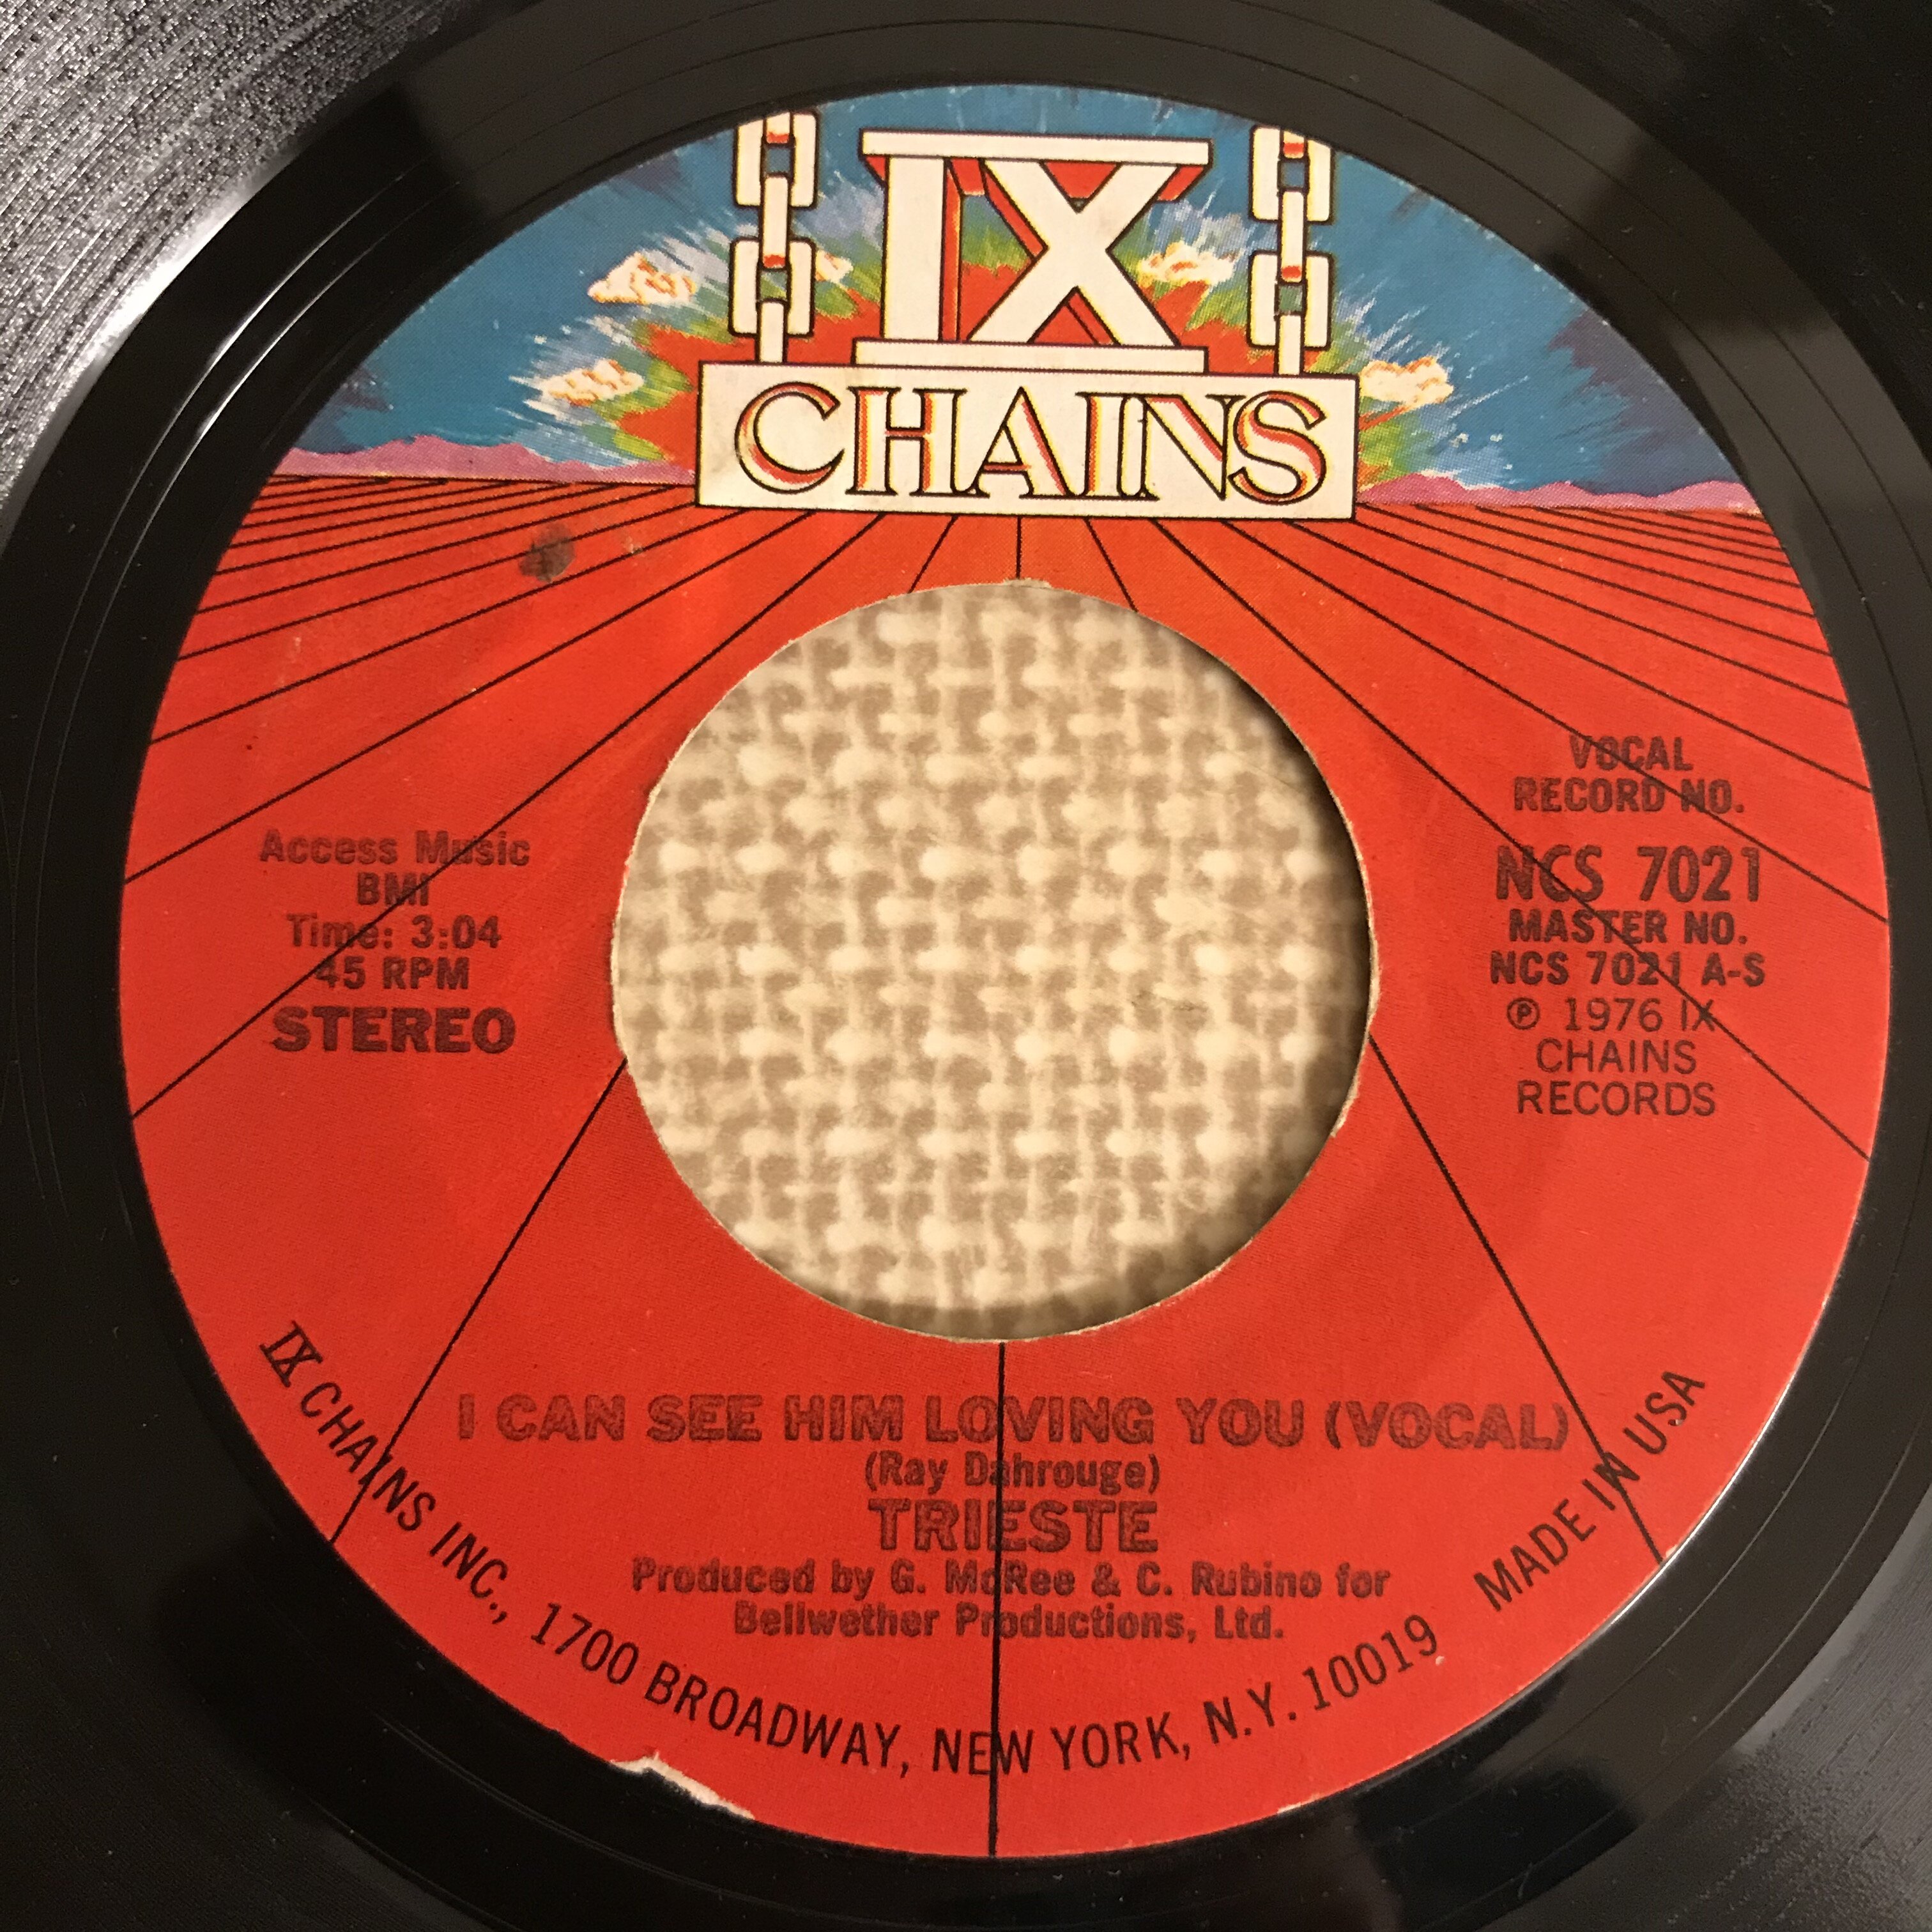 IX
CHAINS
Access Music
BMI
Time: 3:04
45 RPM
STEREO
VOCAL
RECORD NO.
NCS 7021
MASTER NO.
NCS 7021 A-S
℗ 1976 IX
CHAINS
RECORDS
I CAN SEE HIM LOVING YOU (VOCAL)
(Ray Dahrouge)
TRIESTE
Produced by G. McRee & C. Rubino for
Bellwether Productions, Ltd.
IX CHAINS INC., 1700 BROADWAY, NEW YORK, N.Y. 10019 MADE IN USA